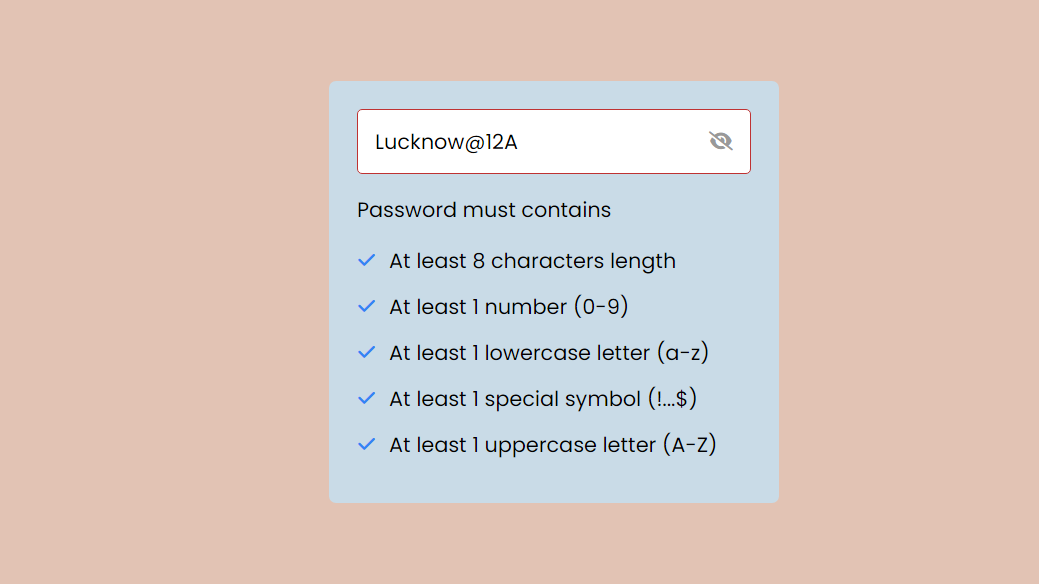 Lucknow@12A
Password must contains
At least 8 characters length
At least 1 number (0-9)
At least 1 lowercase letter (a-z)
At least 1 special symbol (!...$)
At least 1 uppercase letter (A-Z)